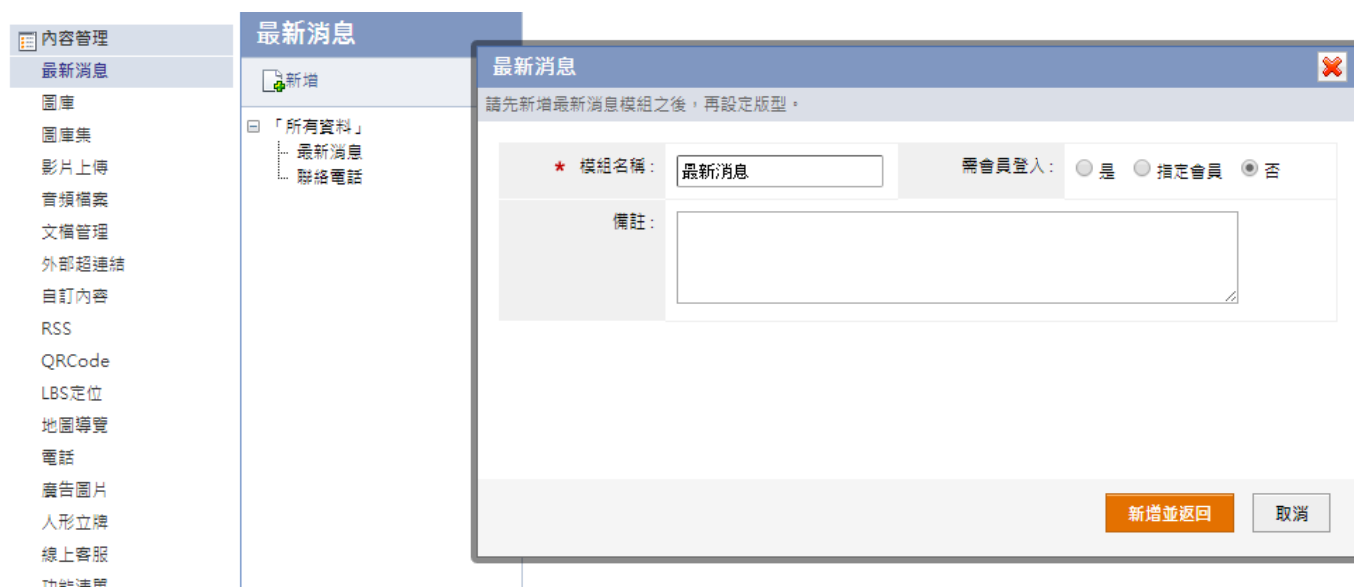 內容管理
最新消息
圖庫
圖庫集
影片上傳
音頻檔案
文檔管理
外部超連結
自訂內容
RSS
QRCode
LBS定位
地圖導覽
電話
廣告圖片
人形立牌
線上客服
功能清單
最新消息
新增
「所有資料」
最新消息
聯絡電話
最新消息
請先新增最新消息模組之後，再設定版型。
* 模組名稱： 最新消息 需會員登入： 是 指定會員 否
備註：
新增並返回 取消